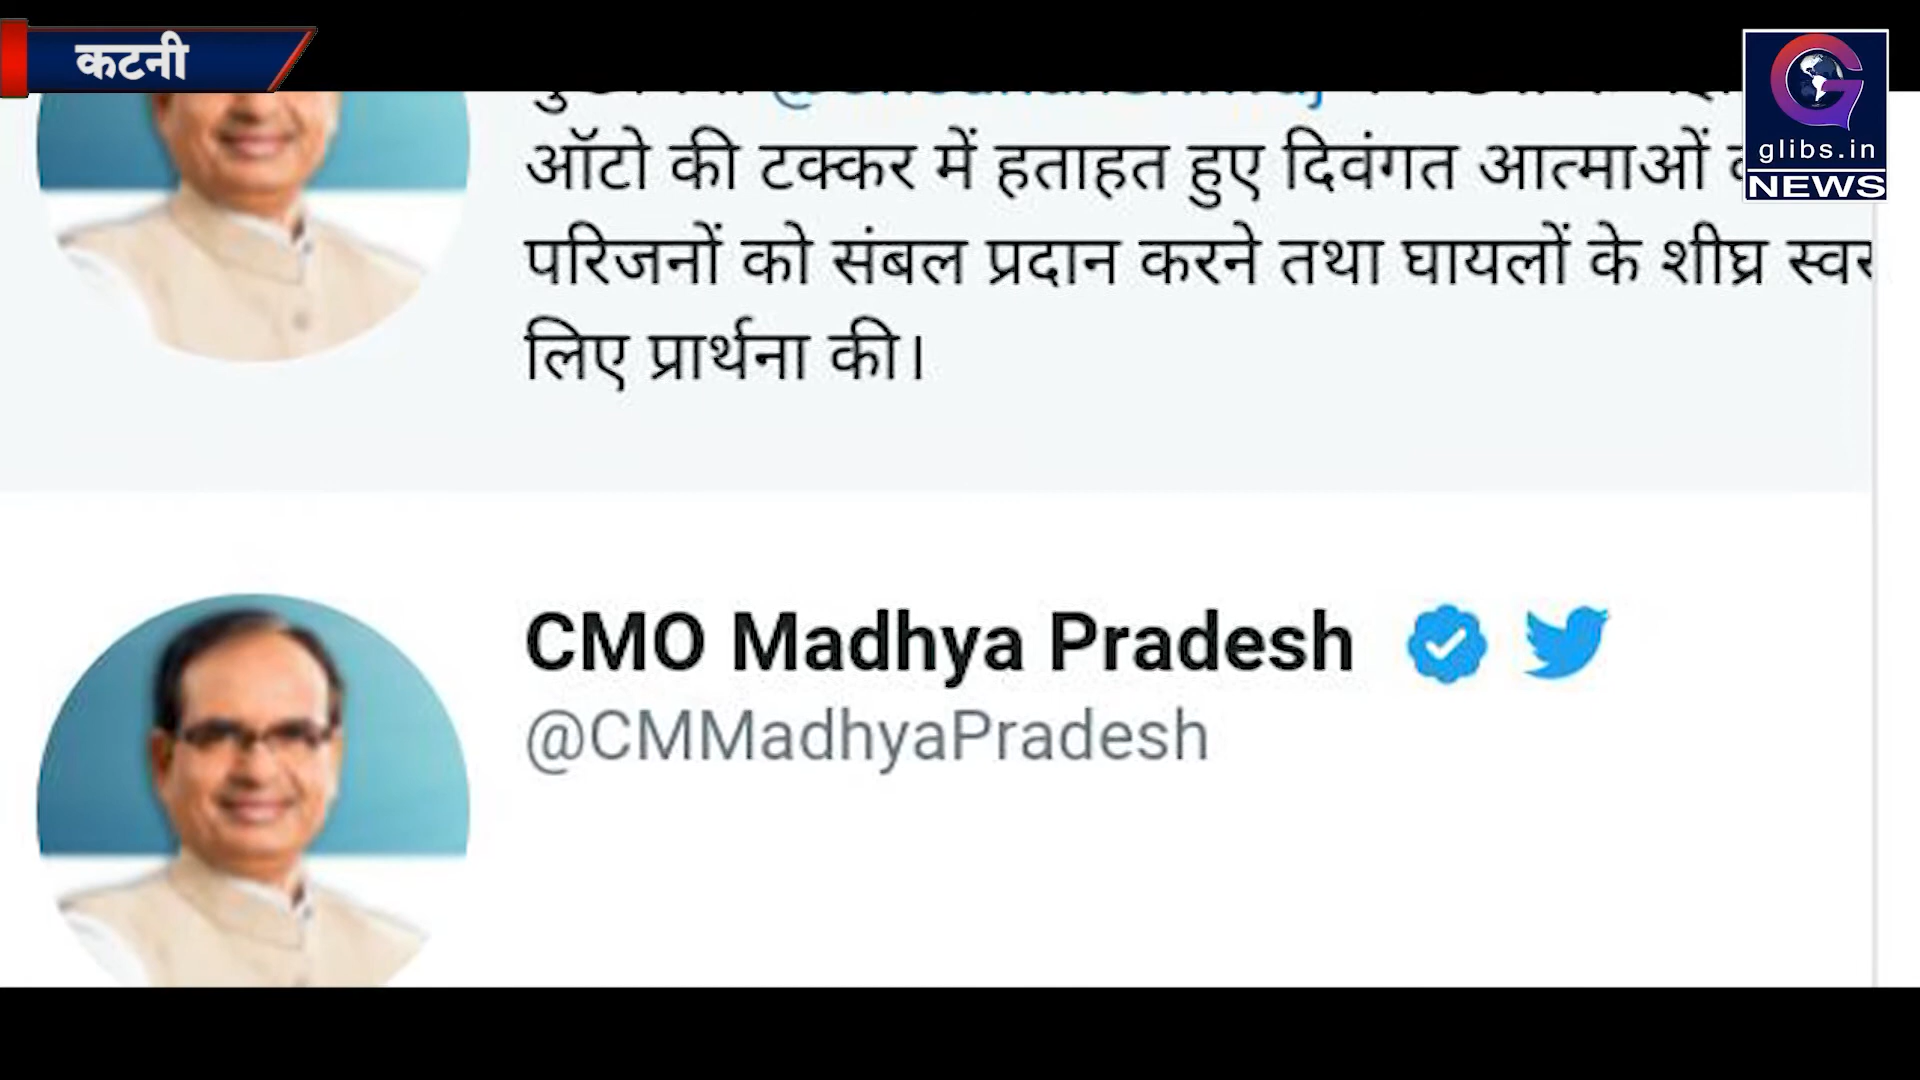 कटनी
glibs.in
NEWS
ऑटो की टक्कर में हताहत हुए दिवंगत आत्माओं
परिजनों को संबल प्रदान करने तथा घायलों के शीघ्र
लिए प्रार्थना की।
CMO Madhya Pradesh
@CMMadhyaPradesh